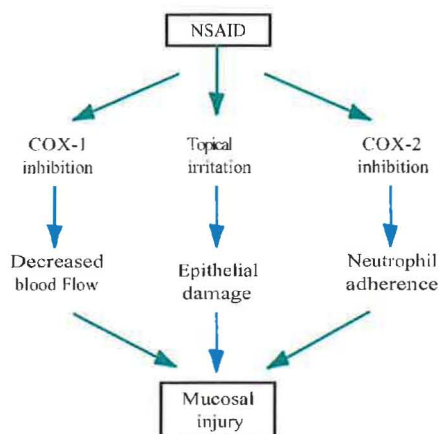 NSAID
COX-1
inhibition
Topical
irritation
COX-2
inhibition
Decreased
blood Flow
Epithelial
damage
Neutrophil
adherence
Mucosal
injury